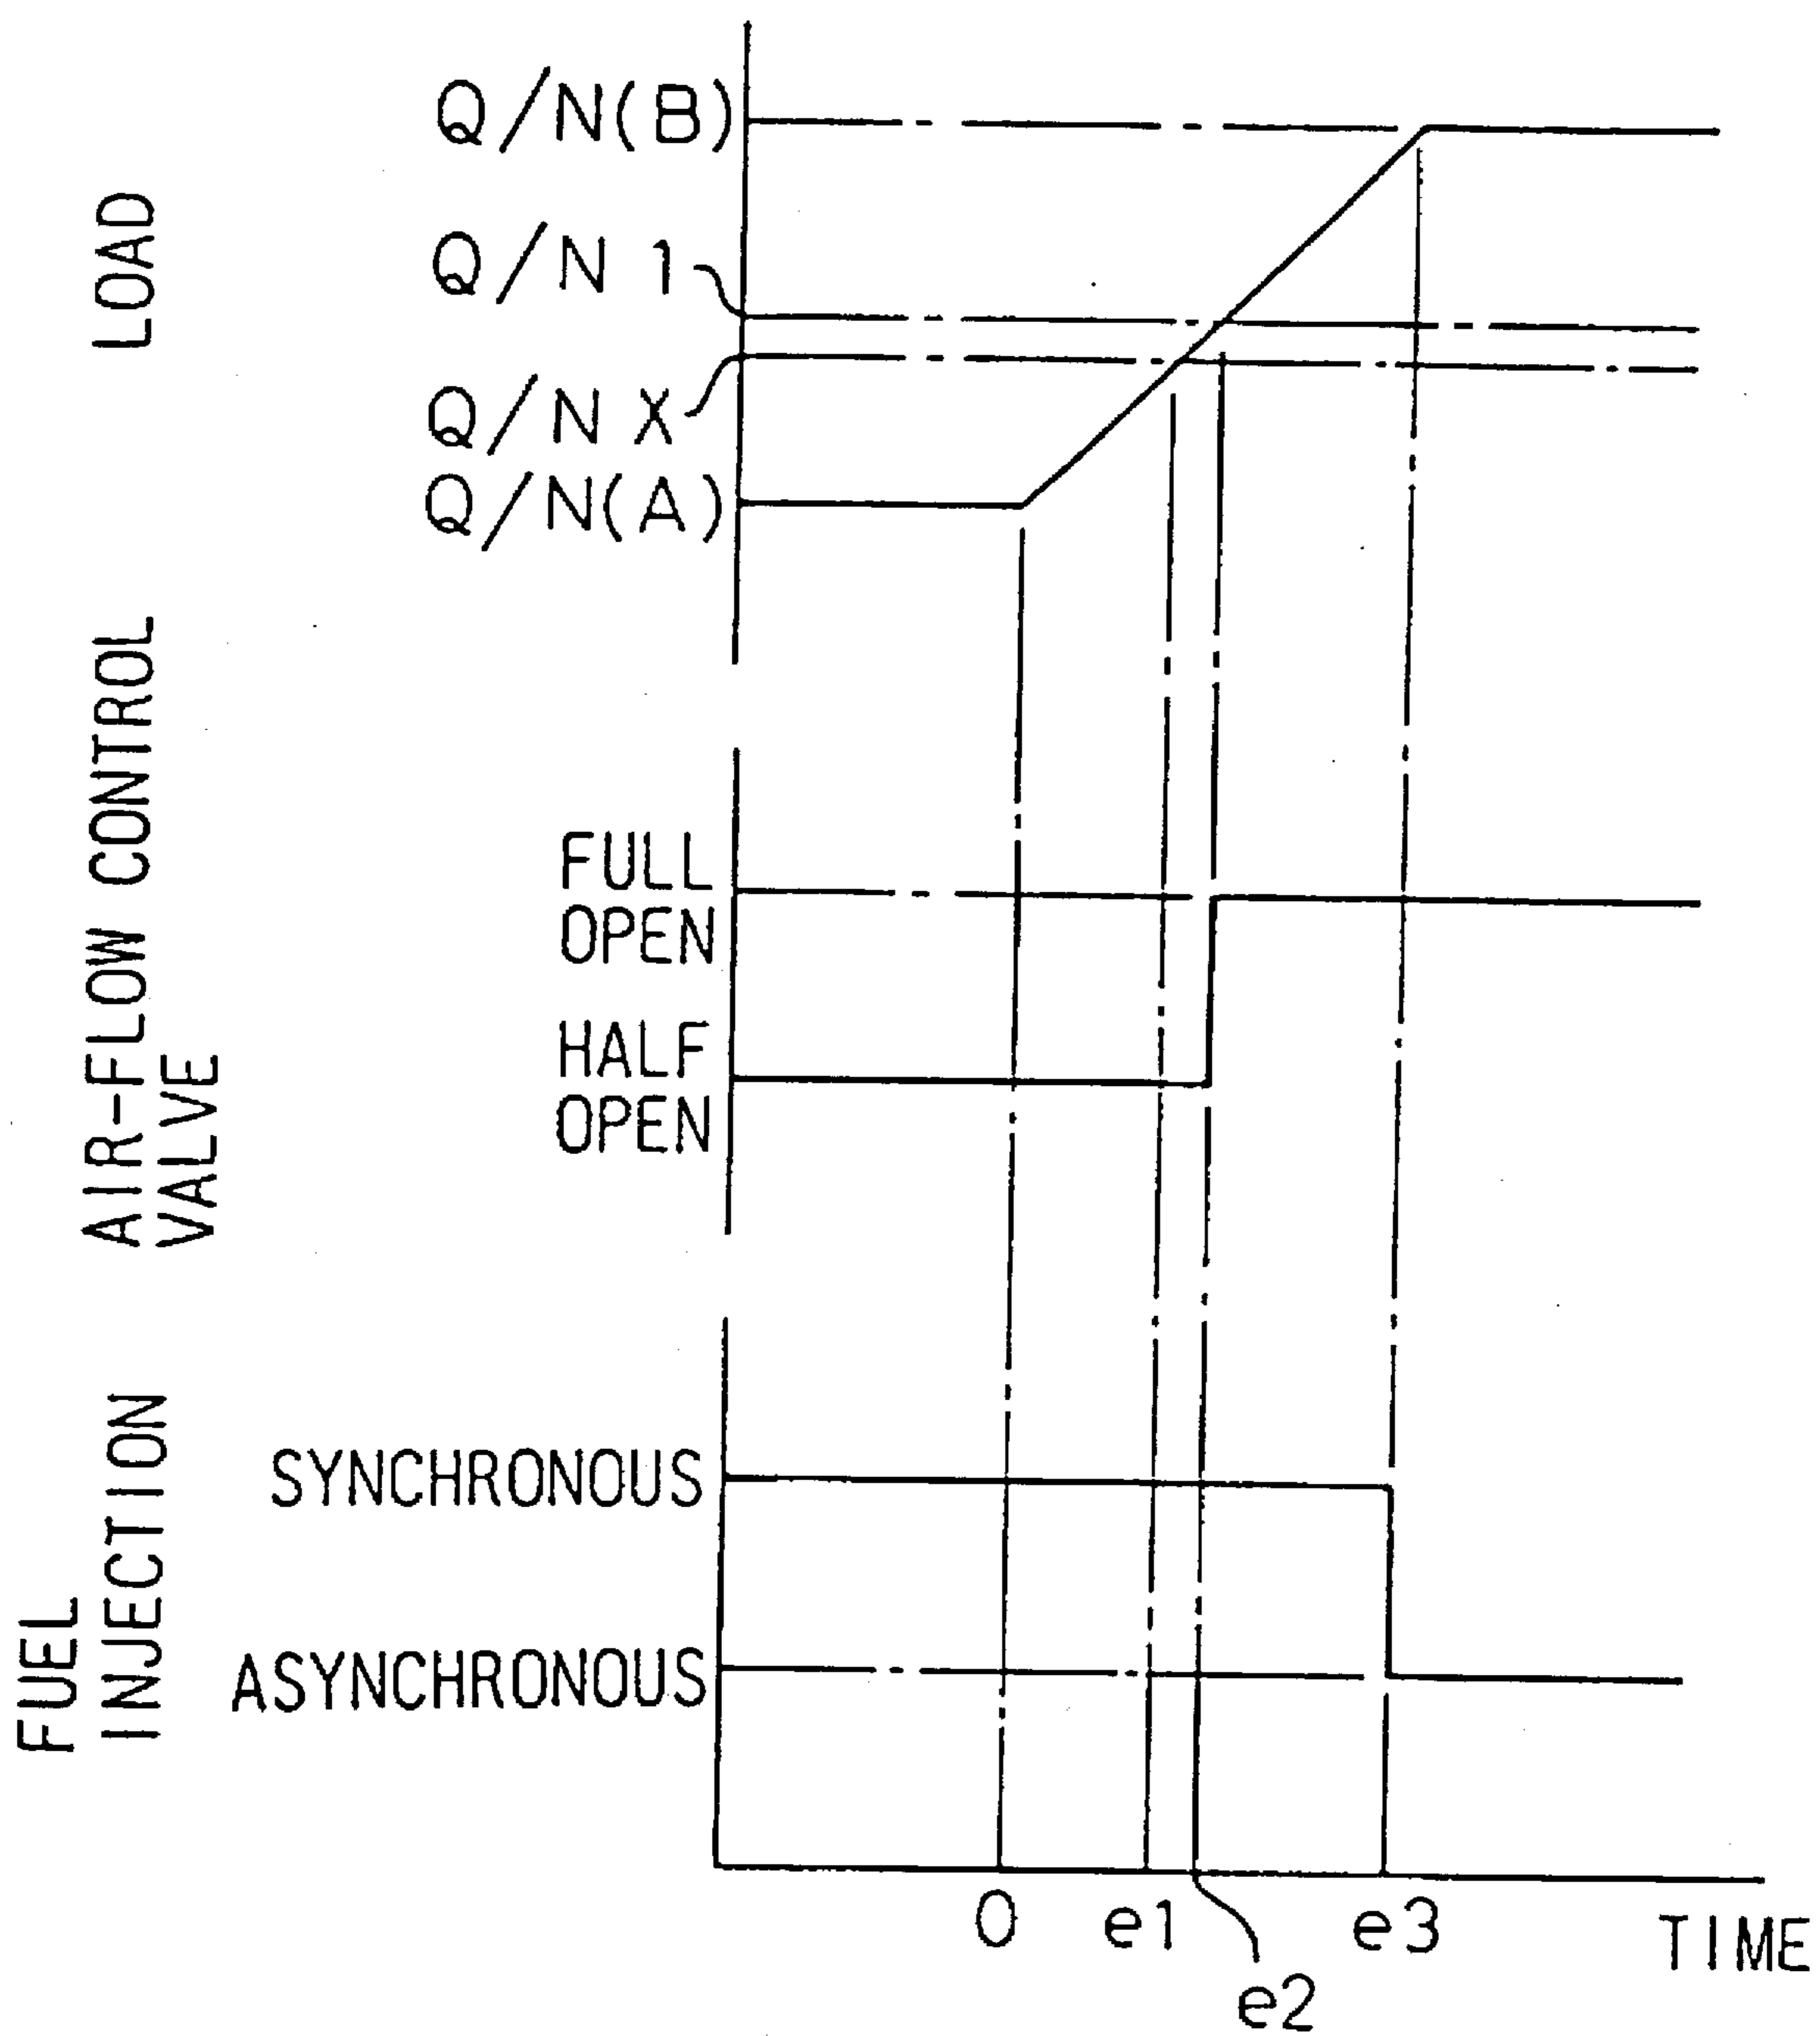 LOAD
Q/N(B)
Q/N 1
Q/N X
Q/N(A)
AIR-FLOW CONTROL
VALVE
FULL
OPEN
HALF
OPEN
FUEL
INJECTION
SYNCHRONOUS
ASYNCHRONOUS
0 e1 e3 TIME
e2